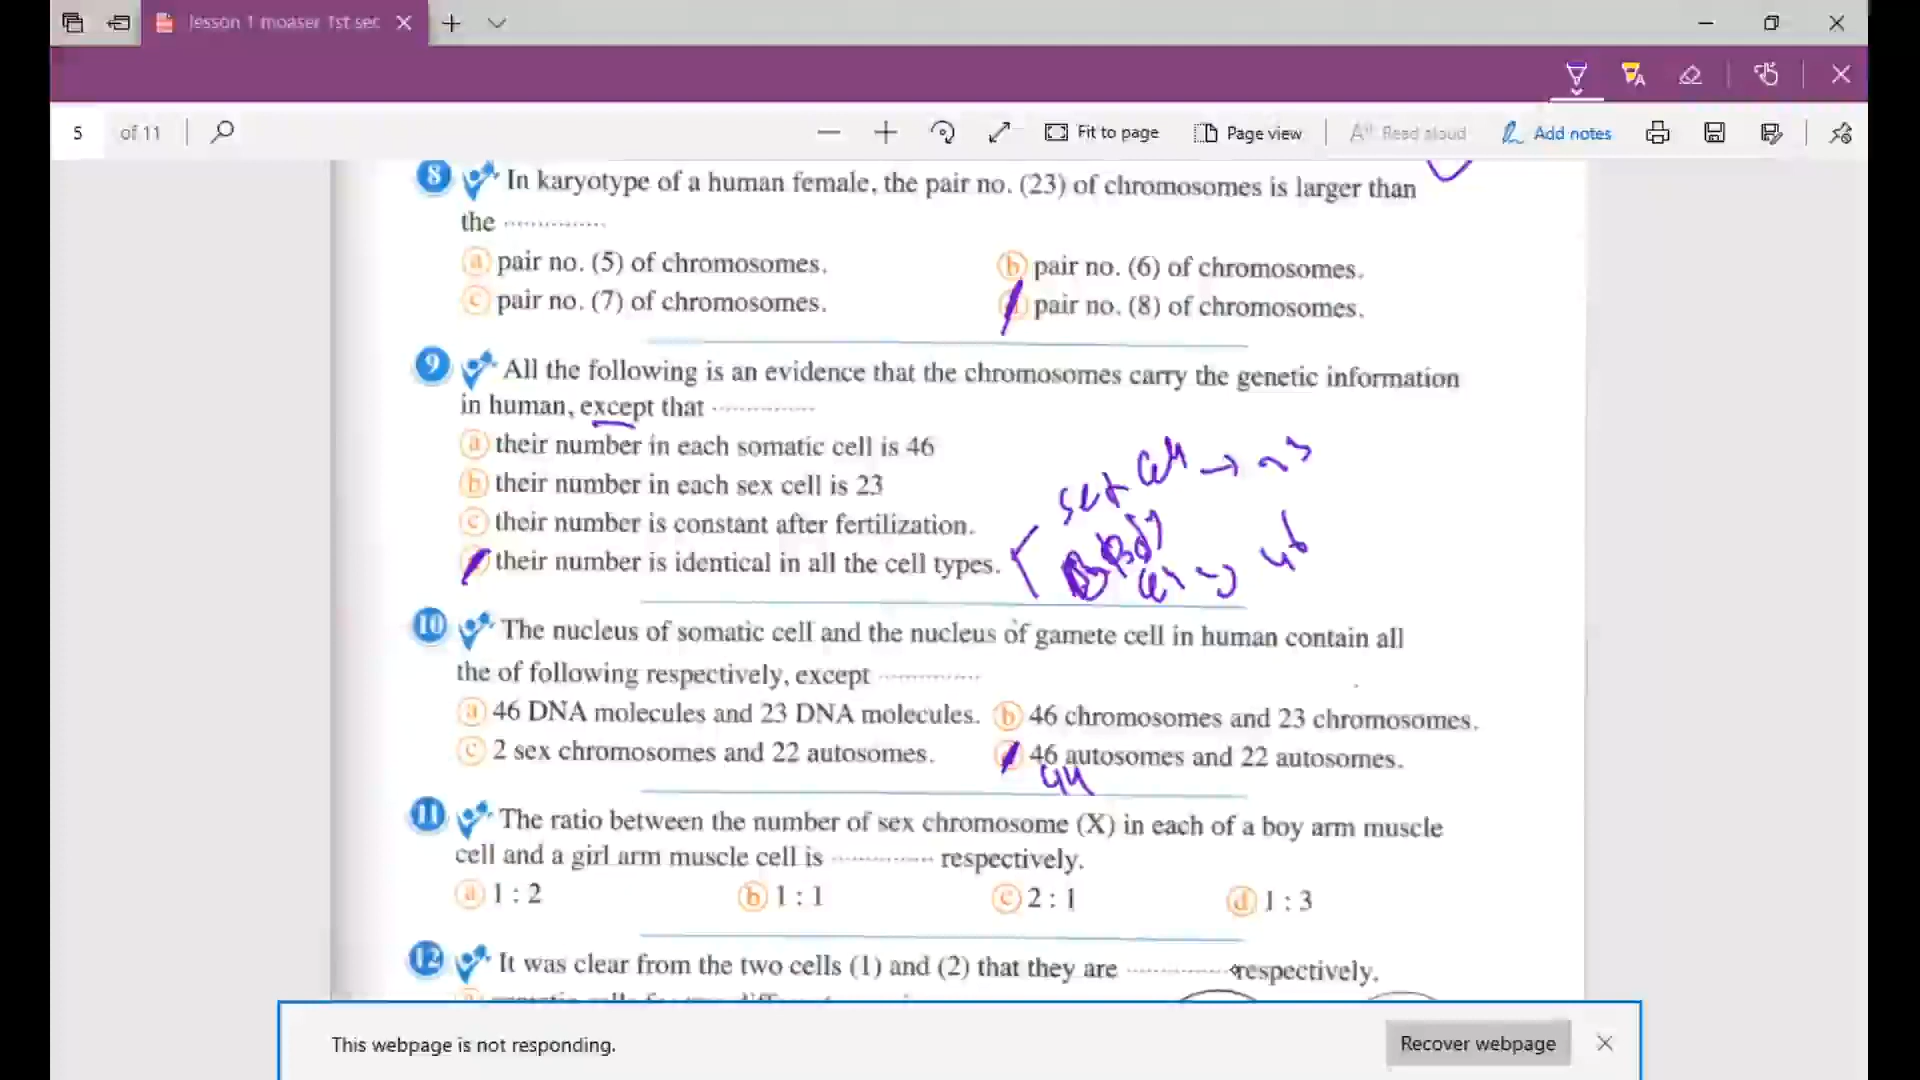 lesson 1 moaser 1st sec
5 of 11
Fit to page
Page view
Read aloud
Add notes
8 In karyotype of a human female, the pair no. (23) of chromosomes is larger than
the ..............
a pair no. (5) of chromosomes.
b pair no. (6) of chromosomes.
c pair no. (7) of chromosomes.
pair no. (8) of chromosomes.
9 All the following is an evidence that the chromosomes carry the genetic information
in human, except that ..............
a their number in each somatic cell is 46
b their number in each sex cell is 23
c their number is constant after fertilization.
their number is identical in all the cell types.
sex cell → 23
Body
cell → 46
10 The nucleus of somatic cell and the nucleus of gamete cell in human contain all
the of following respectively, except ..............
a 46 DNA molecules and 23 DNA molecules.
b 46 chromosomes and 23 chromosomes.
c 2 sex chromosomes and 22 autosomes.
46 autosomes and 22 autosomes.
44
11 The ratio between the number of sex chromosome (X) in each of a boy arm muscle
cell and a girl arm muscle cell is .............. respectively.
a 1 : 2
b 1 : 1
c 2 : 1
d 1 : 3
12 It was clear from the two cells (1) and (2) that they are .............. respectively.
This webpage is not responding.
Recover webpage